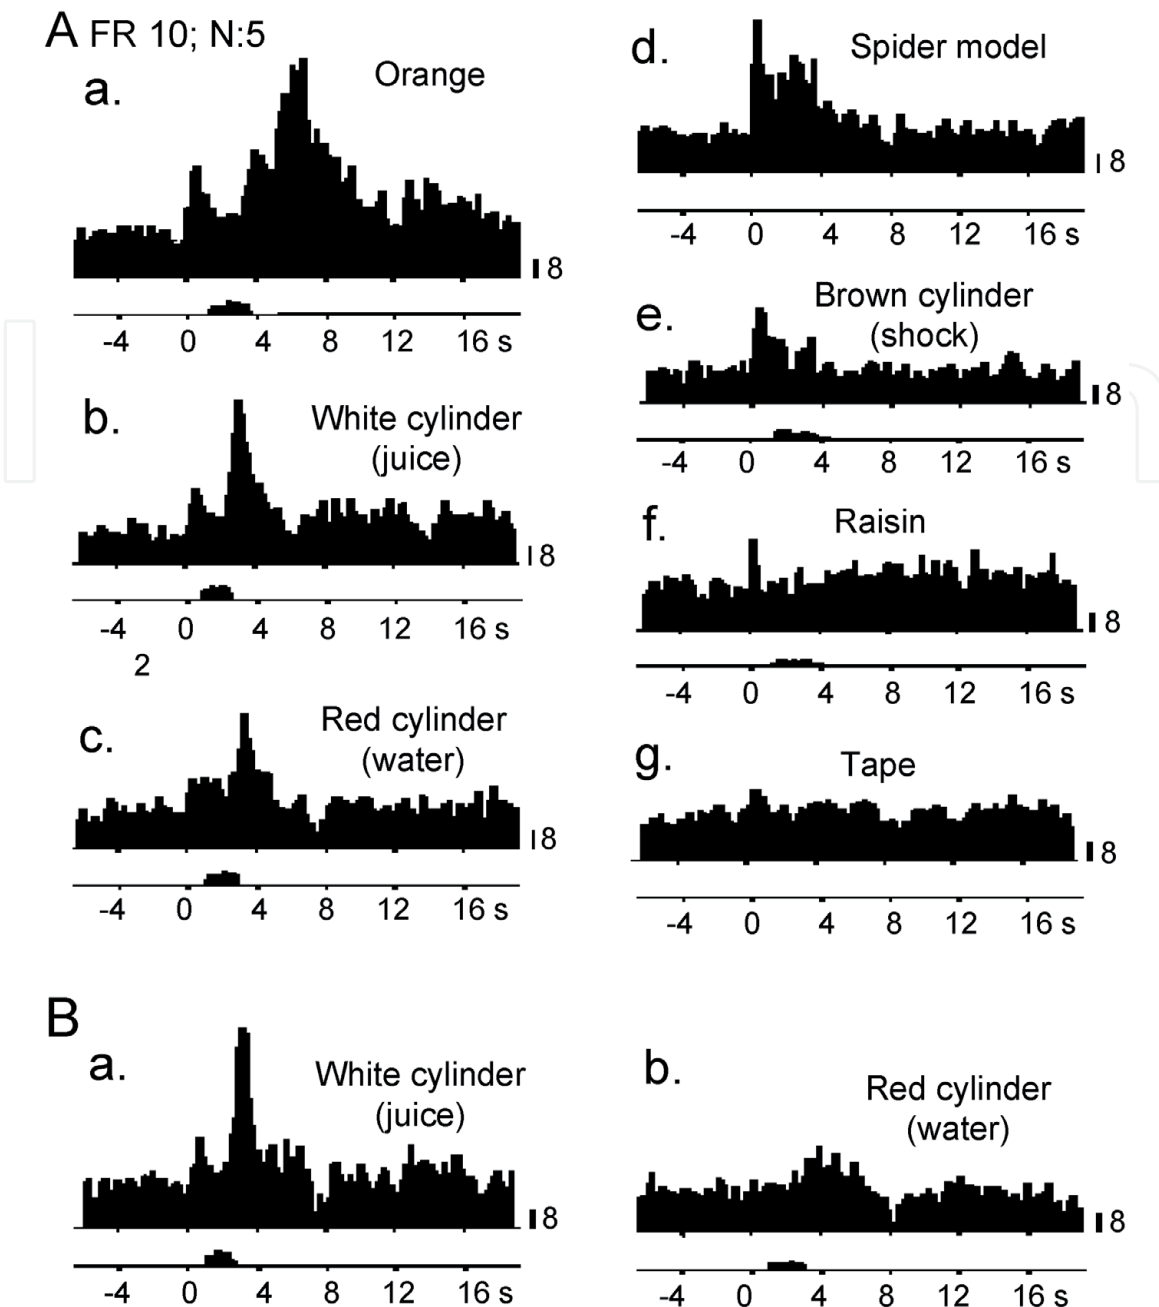 A FR 10; N:5
a.
Orange
8
-4 0 4 8 12 16 s
b.
White cylinder
(juice)
8
-4 0 4 8 12 16 s
2
c.
Red cylinder
(water)
8
-4 0 4 8 12 16 s
d.
Spider model
8
-4 0 4 8 12 16 s
e.
Brown cylinder
(shock)
8
-4 0 4 8 12 16 s
f.
Raisin
8
-4 0 4 8 12 16 s
g.
Tape
8
-4 0 4 8 12 16 s
B
a.
White cylinder
(juice)
8
-4 0 4 8 12 16 s
b.
Red cylinder
(water)
8
-4 0 4 8 12 16 s